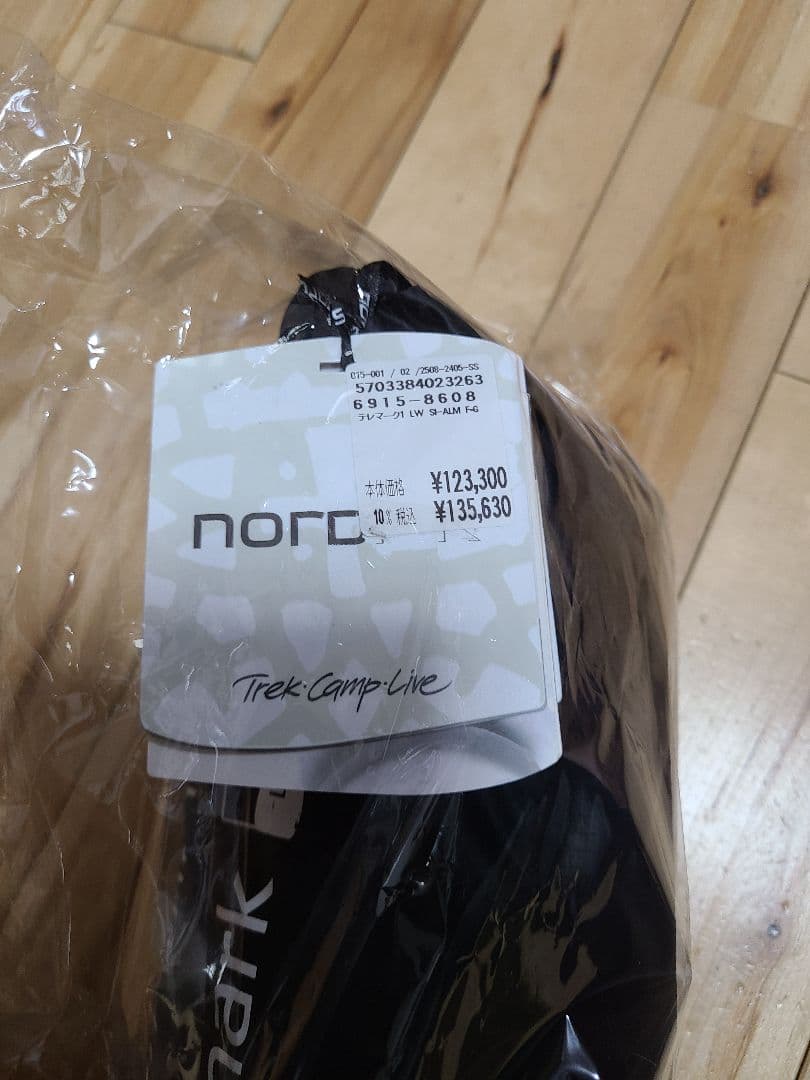 075-001 / 02 /2508-2405-SS
5703384023263
6915-8608
テレマーク1 LW SI-ALM F-G
本体価格 ¥123,300
10% 税込 ¥135,630
nord
Trek·Camp·Live
mark